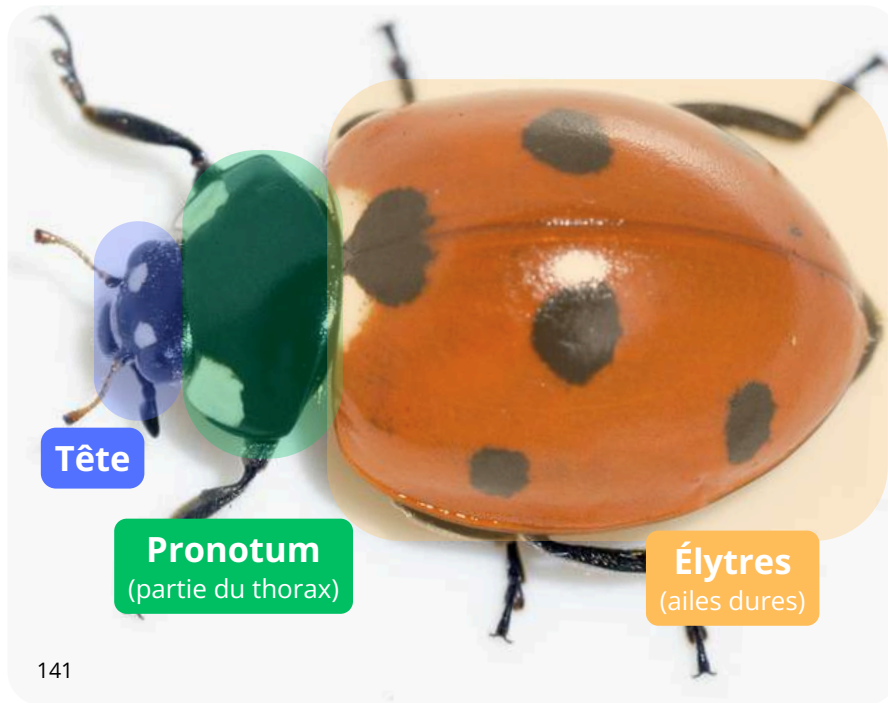 Tête
Pronotum
(partie du thorax)
Élytres
(ailes dures)
141